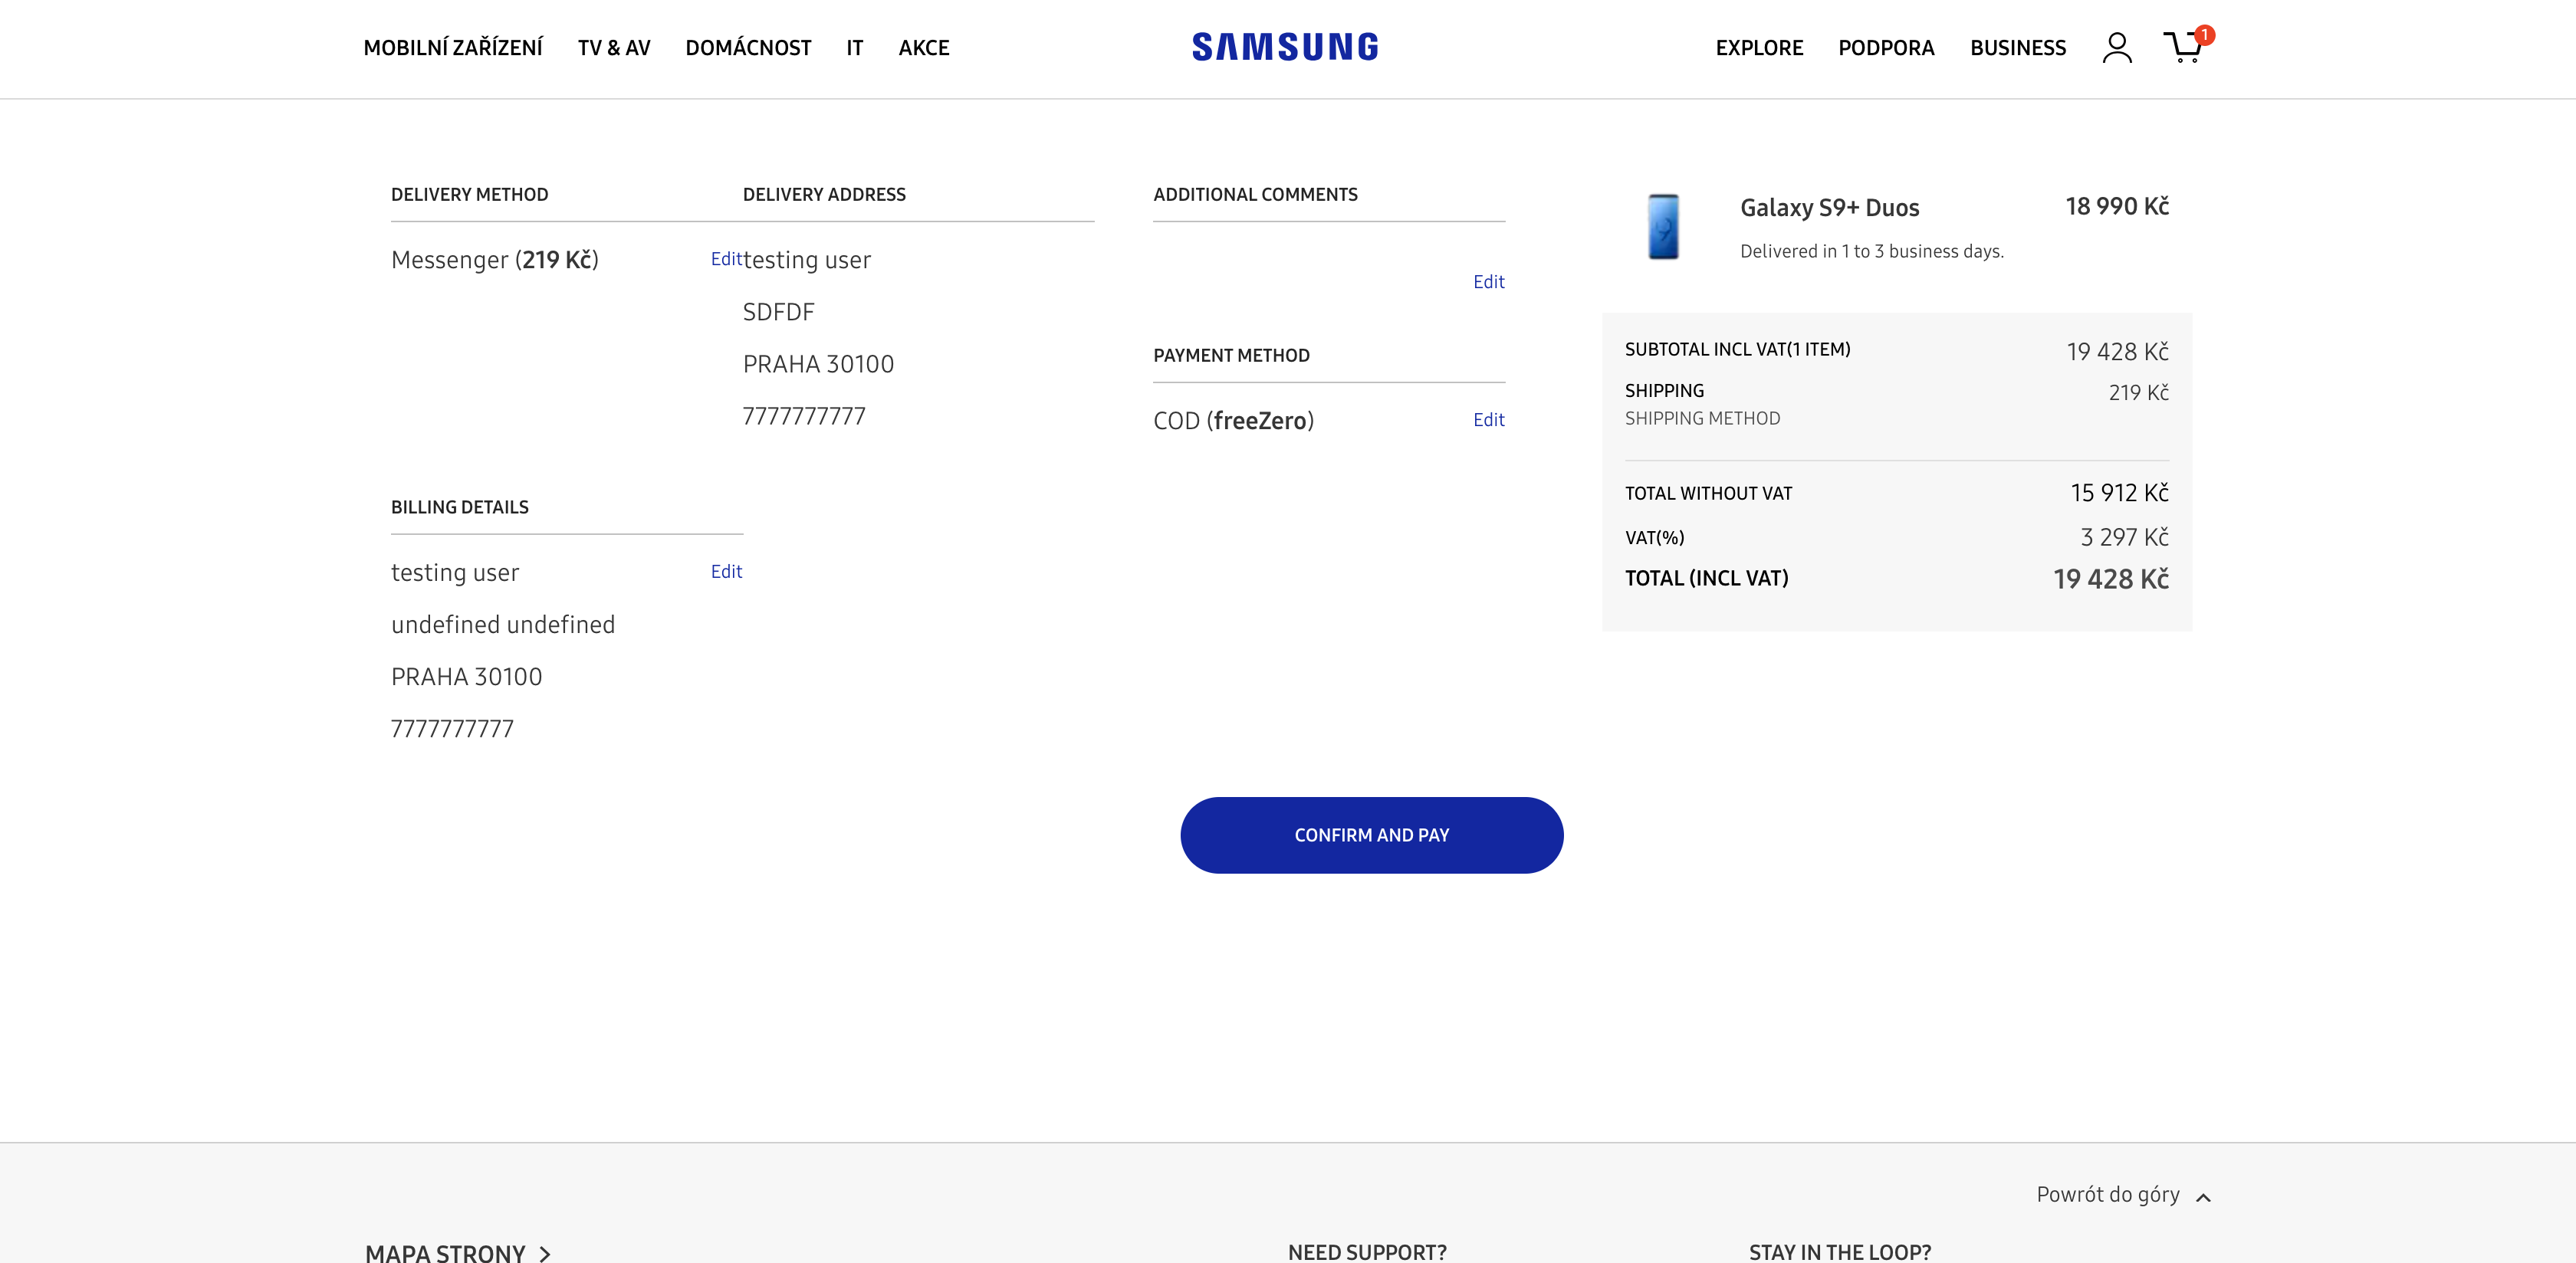 MOBILNÍ ZAŘÍZENÍ TV & AV DOMÁCNOST IT AKCE SAMSUNG EXPLORE PODPORA BUSINESS 1
DELIVERY METHOD
Messenger (219 Kč) Edit
DELIVERY ADDRESS
testing user
SDFDF
PRAHA 30100
7777777777
BILLING DETAILS
testing user Edit
undefined undefined
PRAHA 30100
7777777777
ADDITIONAL COMMENTS
Edit
PAYMENT METHOD
COD (freeZero) Edit
Galaxy S9+ Duos 18 990 Kč
Delivered in 1 to 3 business days.
SUBTOTAL INCL VAT(1 ITEM) 19 428 Kč
SHIPPING 219 Kč
SHIPPING METHOD
TOTAL WITHOUT VAT 15 912 Kč
VAT(%) 3 297 Kč
TOTAL (INCL VAT) 19 428 Kč
CONFIRM AND PAY
Powrót do góry
MAPA STRONY NEED SUPPORT? STAY IN THE LOOP?